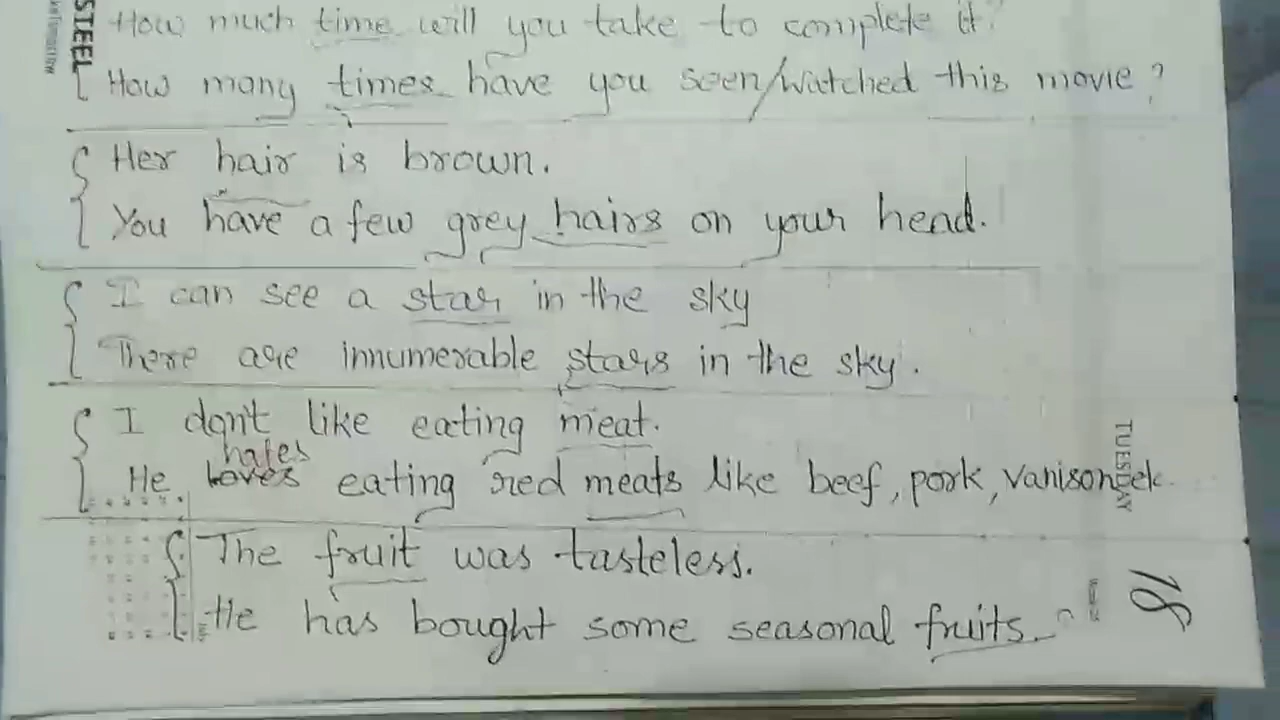 STEEL
How much time will you take to complete it?
How many times have you seen/watched this movie?
Her hair is brown.
You have a few grey hairs on your head.
I can see a star in the sky
There are innumerable stars in the sky.
I don't like eating meat.
hates
He loves eating red meats like beef, pork, vanison etc.
TUESDAY
The fruit was tasteless.
He has bought some seasonal fruits.